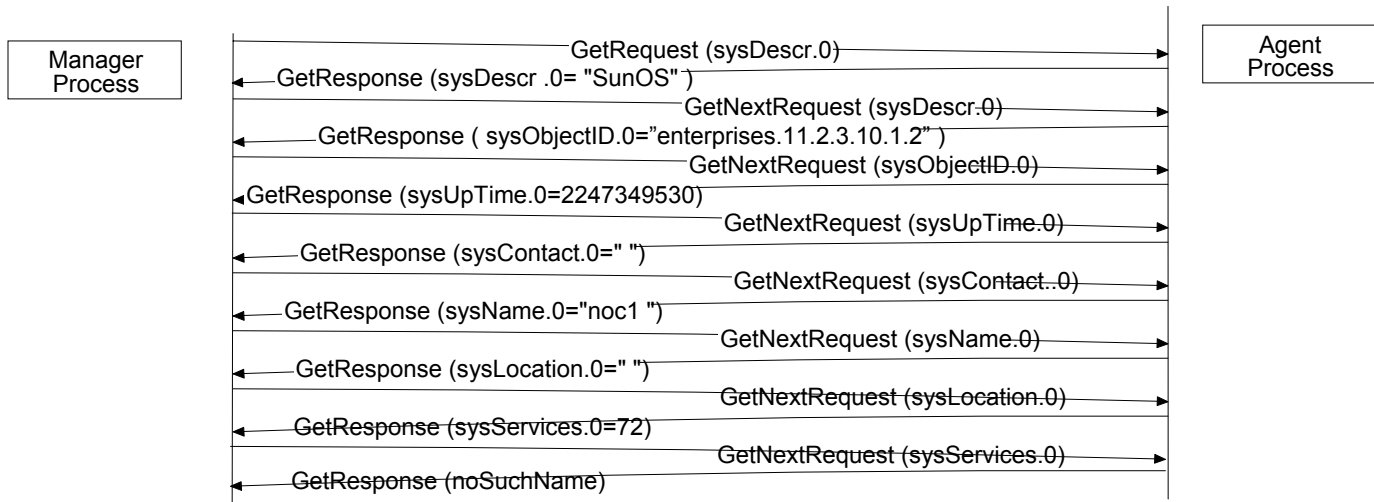 Manager
Process
Agent
Process
GetRequest (sysDescr.0)
GetResponse (sysDescr .0= "SunOS" )
GetNextRequest (sysDescr.0)
GetResponse ( sysObjectID.0=”enterprises.11.2.3.10.1.2” )
GetNextRequest (sysObjectID.0)
GetResponse (sysUpTime.0=2247349530)
GetNextRequest (sysUpTime.0)
GetResponse (sysContact.0=" ")
GetNextRequest (sysContact..0)
GetResponse (sysName.0="noc1 ")
GetNextRequest (sysName.0)
GetResponse (sysLocation.0=" ")
GetNextRequest (sysLocation.0)
GetResponse (sysServices.0=72)
GetNextRequest (sysServices.0)
GetResponse (noSuchName)